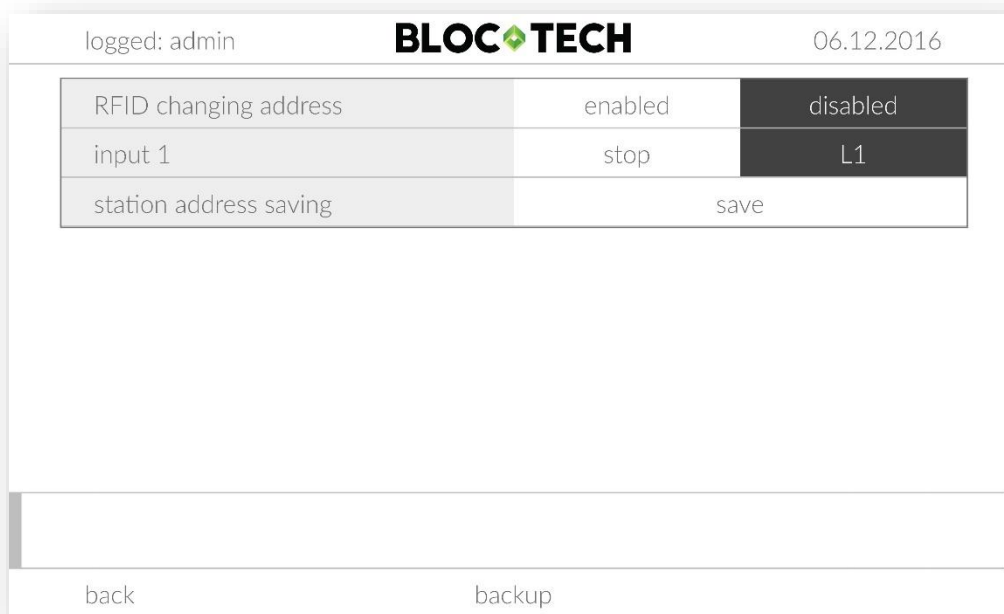 logged: admin BLOC TECH 06.12.2016
RFID changing address enabled disabled
input 1 stop L1
station address saving save
back backup